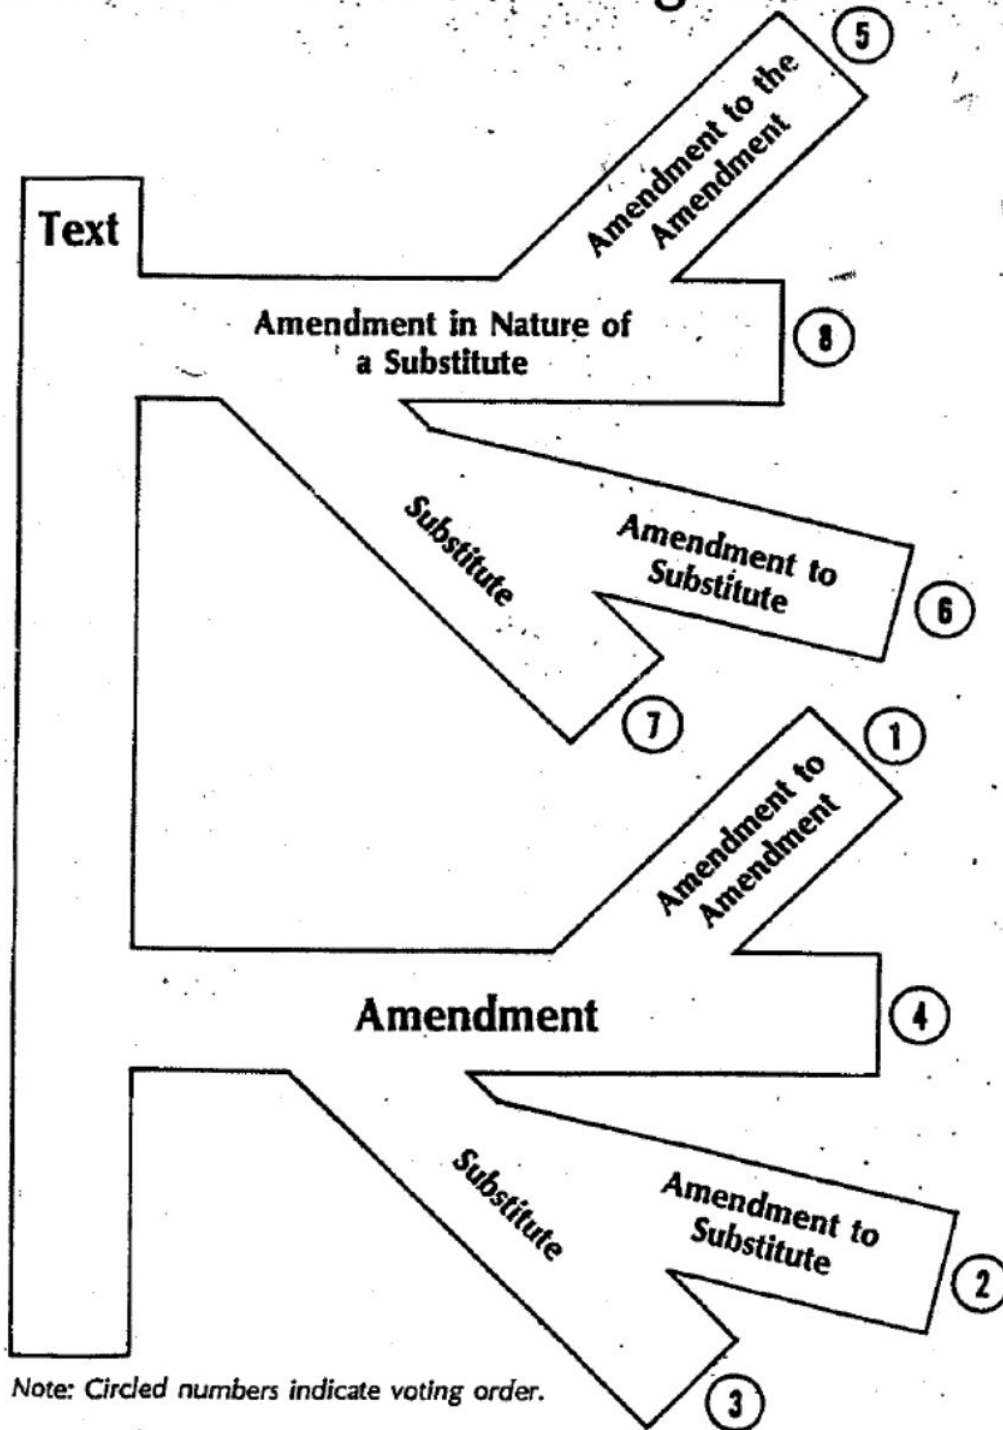 5
Amendment to the
Amendment
Text
Amendment in Nature of
a Substitute
8
Substitute
Amendment to
Substitute
6
7
1
Amendment to
Amendment
Amendment
4
Substitute
Amendment to
Substitute
2
3
Note: Circled numbers indicate voting order.